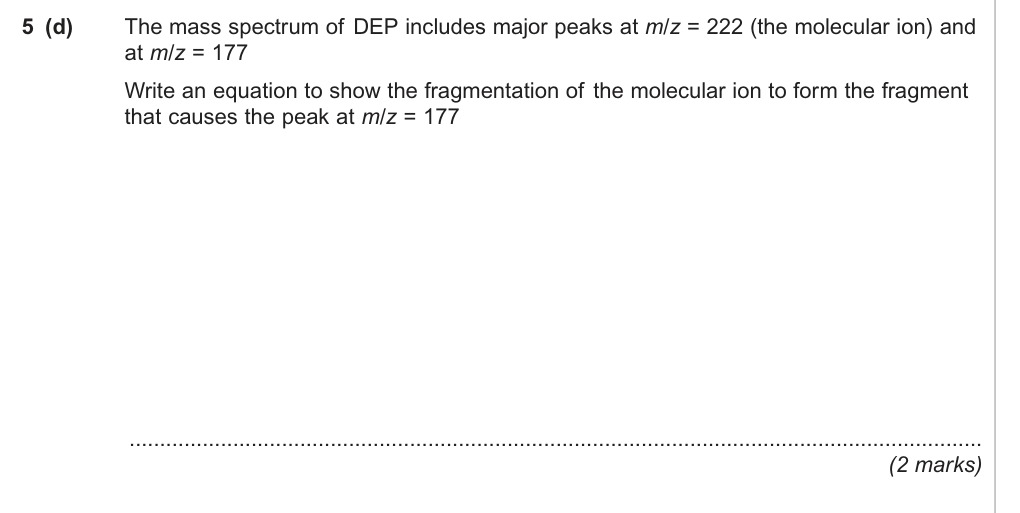 5 (d) The mass spectrum of DEP includes major peaks at m/z = 222 (the molecular ion) and
at m/z = 177
Write an equation to show the fragmentation of the molecular ion to form the fragment
that causes the peak at m/z = 177
(2 marks)